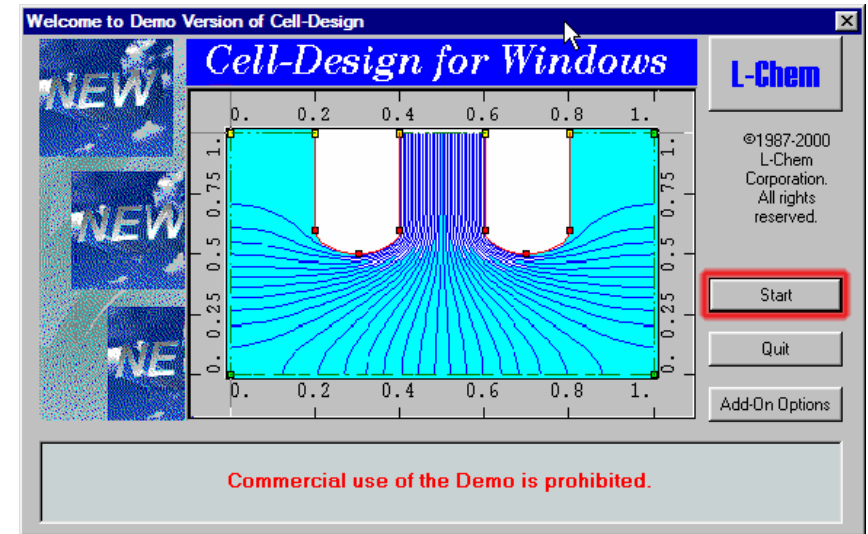 Welcome to Demo Version of Cell-Design
NEW
NEW
NE
Cell-Design for Windows
0. 0.2 0.4 0.6 0.8 1.
1. 0.75 0.5 0.25 0.
1. 0.75 0.5 0.25 0.
0. 0.2 0.4 0.6 0.8 1.
L-Chem
©1987-2000
L-Chem
Corporation.
All rights
reserved.
Start
Quit
Add-On Options
Commercial use of the Demo is prohibited.